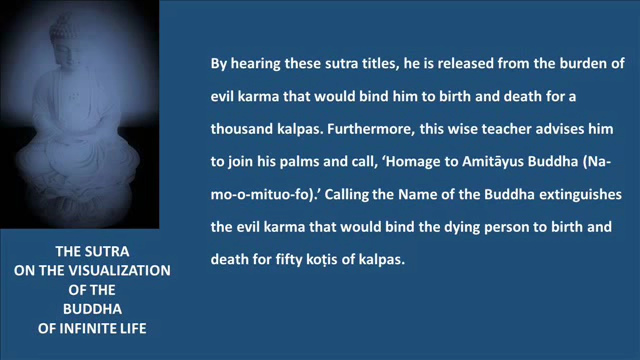 By hearing these sutra titles, he is released from the burden of
evil karma that would bind him to birth and death for a
thousand kalpas. Furthermore, this wise teacher advises him
to join his palms and call, ‘Homage to Amitāyus Buddha (Na-
mo-o-mituo-fo).’ Calling the Name of the Buddha extinguishes
the evil karma that would bind the dying person to birth and
death for fifty koṭis of kalpas.
THE SUTRA
ON THE VISUALIZATION
OF THE
BUDDHA
OF INFINITE LIFE